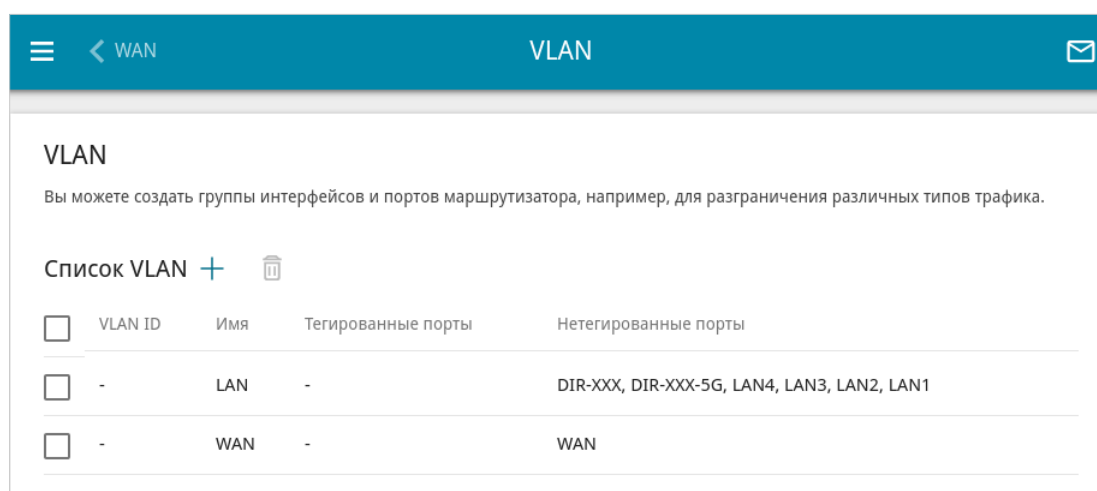 WAN
VLAN
VLAN
Вы можете создать группы интерфейсов и портов маршрутизатора, например, для разграничения различных типов трафика.
Список VLAN
VLAN ID Имя Тегированные порты Нетегированные порты
- LAN - DIR-XXX, DIR-XXX-5G, LAN4, LAN3, LAN2, LAN1
- WAN - WAN